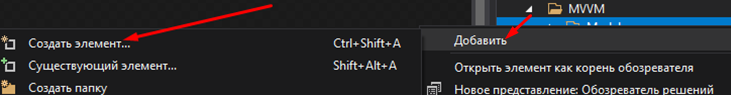 MVVM
Создать элемент... Ctrl+Shift+A
Добавить
Существующий элемент... Shift+Alt+A
Открыть элемент как корень обозревателя
Создать папку
Новое представление: Обозреватель решений